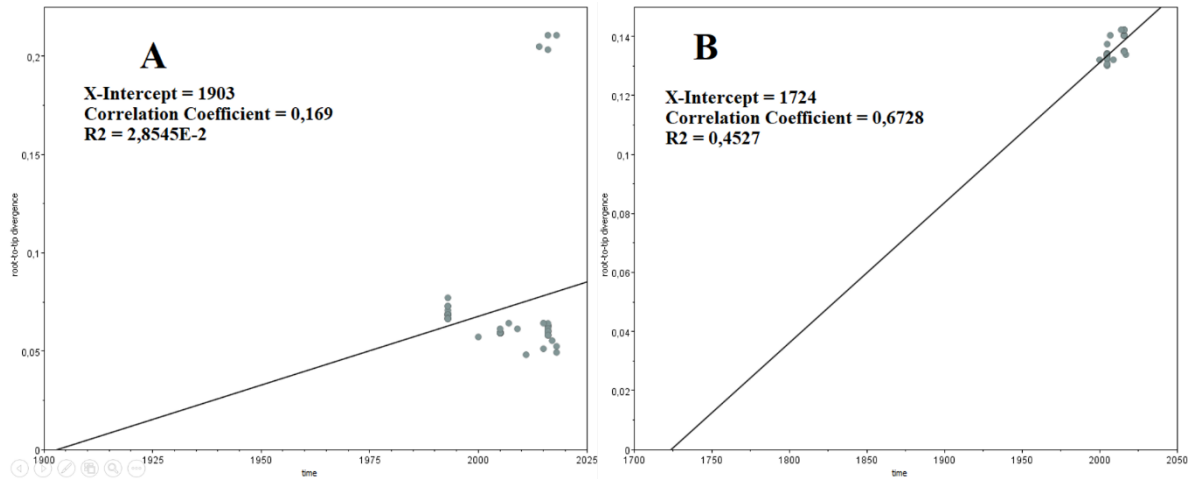 A
X-Intercept = 1903
Correlation Coefficient = 0,169
R2 = 2,8545E-2
root-to-tip divergence
0,2
0,15
0,1
0,05
0
1900 1925 1950 1975 2000 2025
time
B
X-Intercept = 1724
Correlation Coefficient = 0,6728
R2 = 0,4527
root-to-tip divergence
0,14
0,12
0,1
0,08
0,06
0,04
0,02
0
1700 1750 1800 1850 1900 1950 2000 2050
time